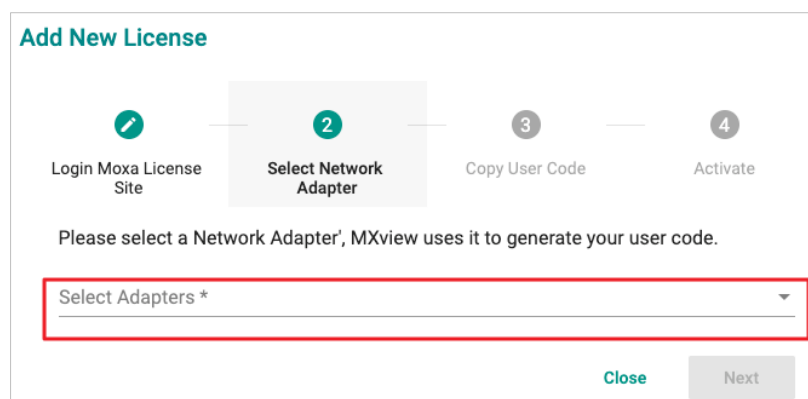 Add New License
2
3
4
Login Moxa License
Site
Select Network
Adapter
Copy User Code
Activate
Please select a Network Adapter', MXview uses it to generate your user code.
Select Adapters *
Close
Next